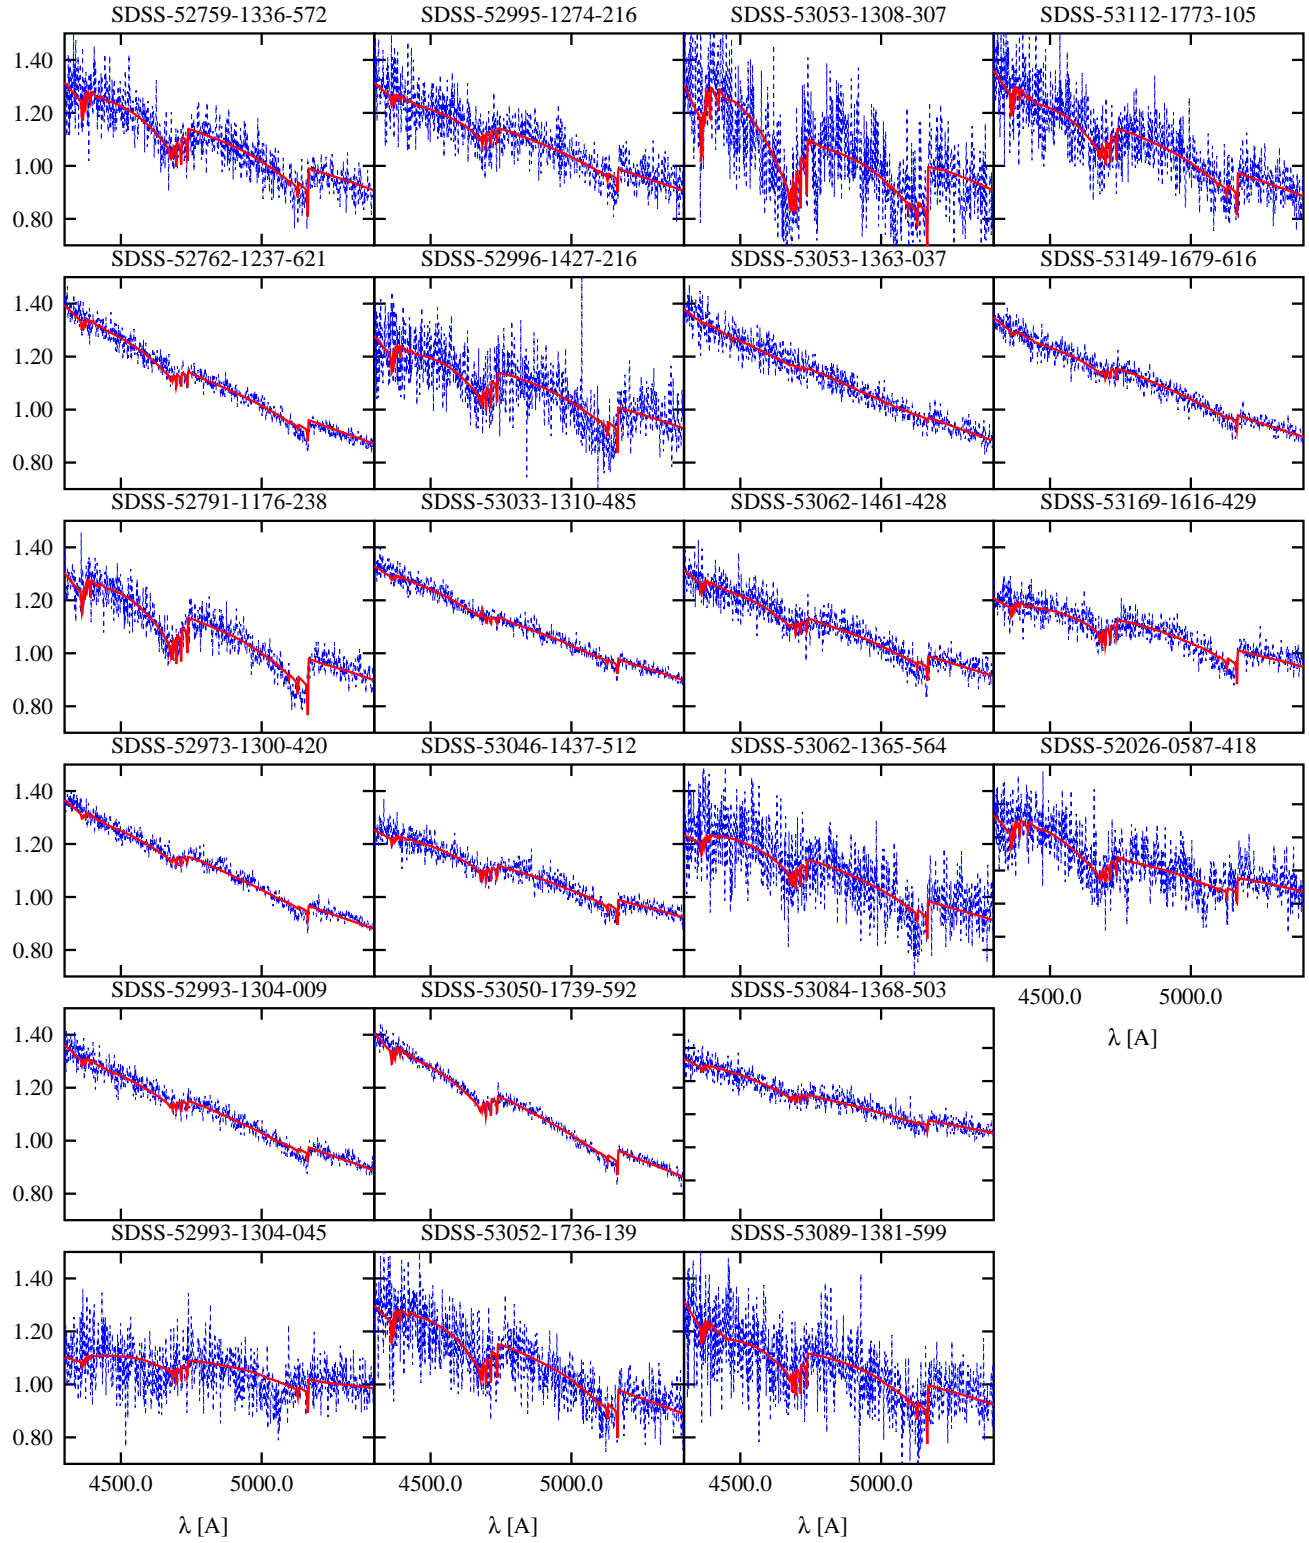 SDSS-52759-1336-572 SDSS-52995-1274-216 SDSS-53053-1308-307 SDSS-53112-1773-105
1.40
1.20
1.00
0.80
SDSS-52762-1237-621 SDSS-52996-1427-216 SDSS-53053-1363-037 SDSS-53149-1679-616
1.40
1.20
1.00
0.80
SDSS-52791-1176-238 SDSS-53033-1310-485 SDSS-53062-1461-428 SDSS-53169-1616-429
1.40
1.20
1.00
0.80
SDSS-52973-1300-420 SDSS-53046-1437-512 SDSS-53062-1365-564 SDSS-52026-0587-418
1.40
1.20
1.00
0.80
SDSS-52993-1304-009 SDSS-53050-1739-592 SDSS-53084-1368-503 4500.0 5000.0
λ [A]
1.40
1.20
1.00
0.80
SDSS-52993-1304-045 SDSS-53052-1736-139 SDSS-53089-1381-599
1.40
1.20
1.00
0.80
4500.0 5000.0 4500.0 5000.0 4500.0 5000.0
λ [A] λ [A] λ [A]